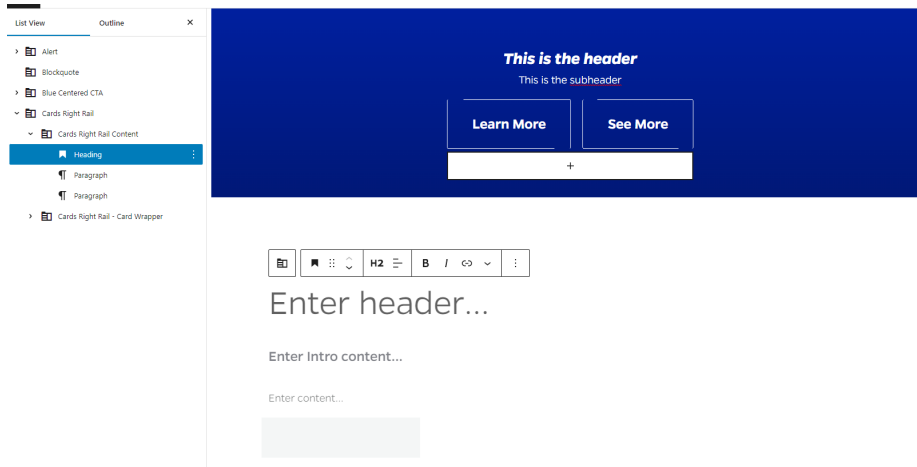 List View
Outline
Alert
Blockquote
Blue Centered CTA
Cards Right Rail
Cards Right Rail Content
Heading
Paragraph
Paragraph
Cards Right Rail - Card Wrapper
This is the header
This is the subheader
Learn More
See More
H2
B
I
Enter header...
Enter Intro content...
Enter content...